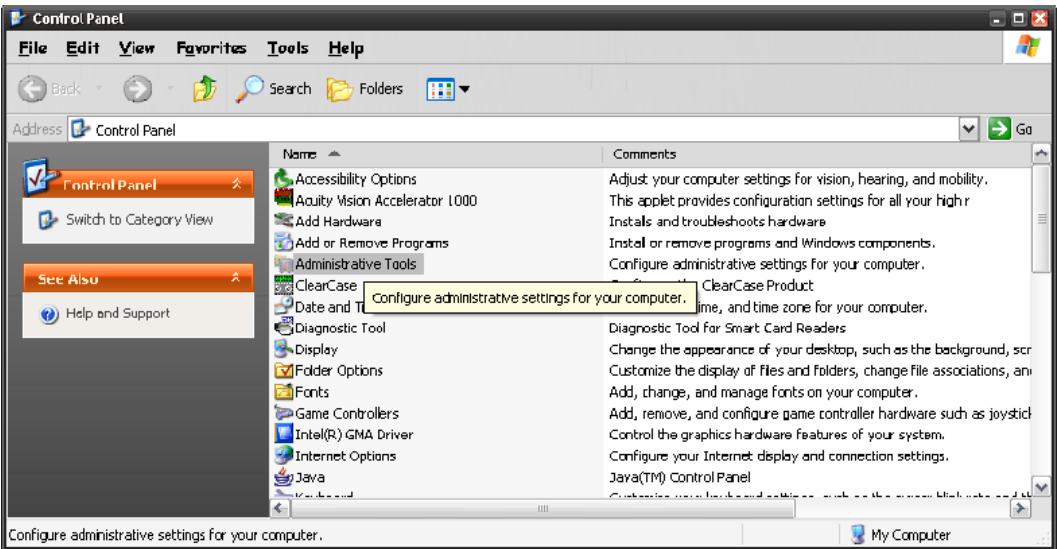 Control Panel
File Edit View Favorites Tools Help
Back Search Folders
Address Control Panel Go
Control Panel
Switch to Category View
See Also
Help and Support
Name Comments
Accessibility Options Adjust your computer settings for vision, hearing, and mobility.
Acuity Vision Accelerator 1000 This applet provides configuration settings for all your high r
Add Hardware Installs and troubleshoots hardware
Add or Remove Programs Install or remove programs and Windows components.
Administrative Tools Configure administrative settings for your computer.
ClearCase ClearCase Product
Configure administrative settings for your computer.
Date and Ti ime, and time zone for your computer.
Diagnostic Tool Diagnostic Tool for Smart Card Readers
Display Change the appearance of your desktop, such as the background, scr
Folder Options Customize the display of files and folders, change file associations, an
Fonts Add, change, and manage fonts on your computer.
Game Controllers Add, remove, and configure game controller hardware such as joystick
Intel(R) GMA Driver Control the graphics hardware features of your system.
Internet Options Configure your Internet display and connection settings.
Java Java(TM) Control Panel
Configure administrative settings for your computer. My Computer